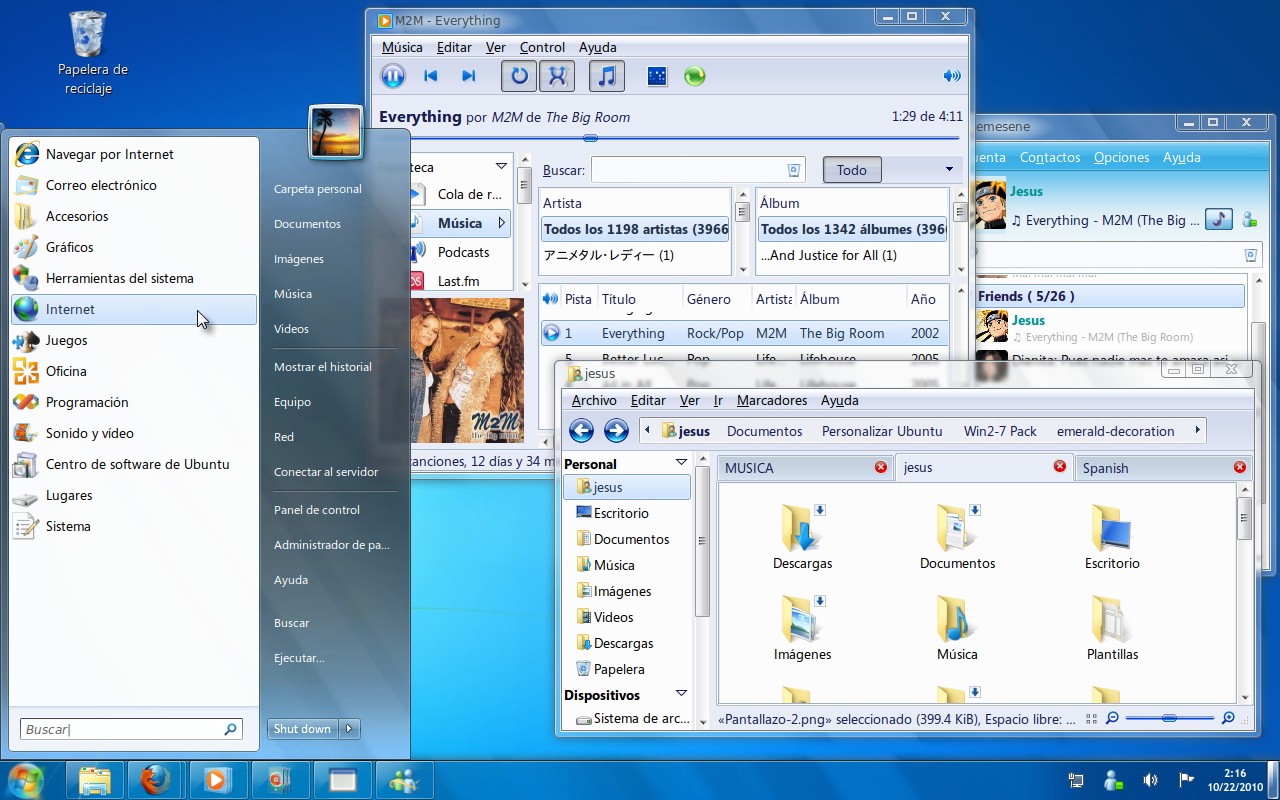 Papelera de
reciclaje
Navegar por Internet
Correo electrónico
Accesorios
Gráficos
Herramientas del sistema
Internet
Juegos
Oficina
Programación
Sonido y vídeo
Centro de software de Ubuntu
Lugares
Sistema
Buscar
Carpeta personal
Documentos
Imágenes
Música
Videos
Mostrar el historial
Equipo
Red
Conectar al servidor
Panel de control
Administrador de pa...
Ayuda
Buscar
Ejecutar...
Shut down
M2M - Everything
Música Editar Ver Control Ayuda
Everything por M2M de The Big Room 1:29 de 4:11
teca
Cola de r...
Música
Podcasts
Last.fm
Buscar: Todo
Artista
Todos los 1198 artistas (3966
アニメタル・レディー (1)
Álbum
Todos los 1342 álbumes (3966
...And Justice for All (1)
Pista Título Género Artista Álbum Año
1 Everything Rock/Pop M2M The Big Room 2002
5 Better Luc... Pop Life... Lifehouse 2005
M2M
the big room
canciones, 12 días y 34 m
emesene
enta Contactos Opciones Ayuda
Jesus
♫ Everything - M2M (The Big ...
Friends ( 5/26 )
Jesus
♫ Everything - M2M (The Big Room)
Dianita: Pues nadie mas te amara asi
jesus
Archivo Editar Ver Ir Marcadores Ayuda
jesus Documentos Personalizar Ubuntu Win2-7 Pack emerald-decoration
Personal
jesus
Escritorio
Documentos
Música
Imágenes
Videos
Descargas
Papelera
Dispositivos
Sistema de arc...
MUSICA jesus Spanish
Descargas Documentos Escritorio
Imágenes Música Plantillas
«Pantallazo-2.png» seleccionado (399.4 KiB), Espacio libre: ...
2:16
10/22/2010